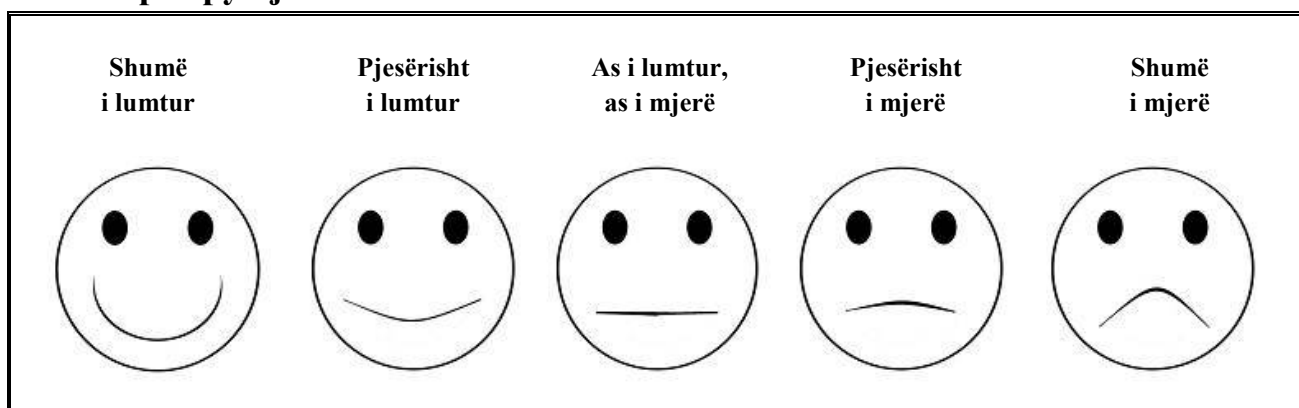 Shumë
i lumtur
Pjesërisht
i lumtur
As i lumtur,
as i mjerë
Pjesërisht
i mjerë
Shumë
i mjerë